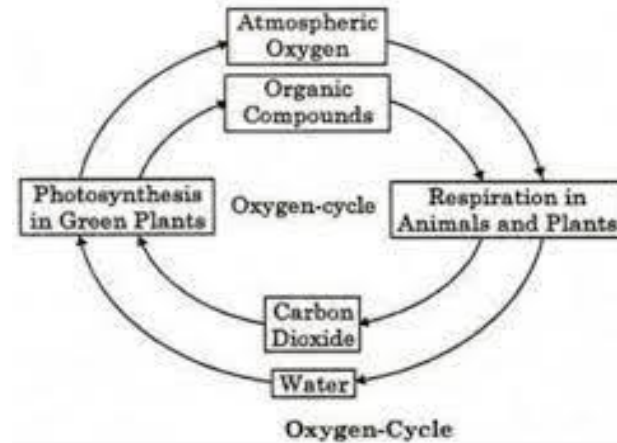 Atmospheric
Oxygen
Organic
Compounds
Photosynthesis
in Green Plants
Oxygen-cycle
Respiration in
Animals and Plants
Carbon
Dioxide
Water
Oxygen-Cycle